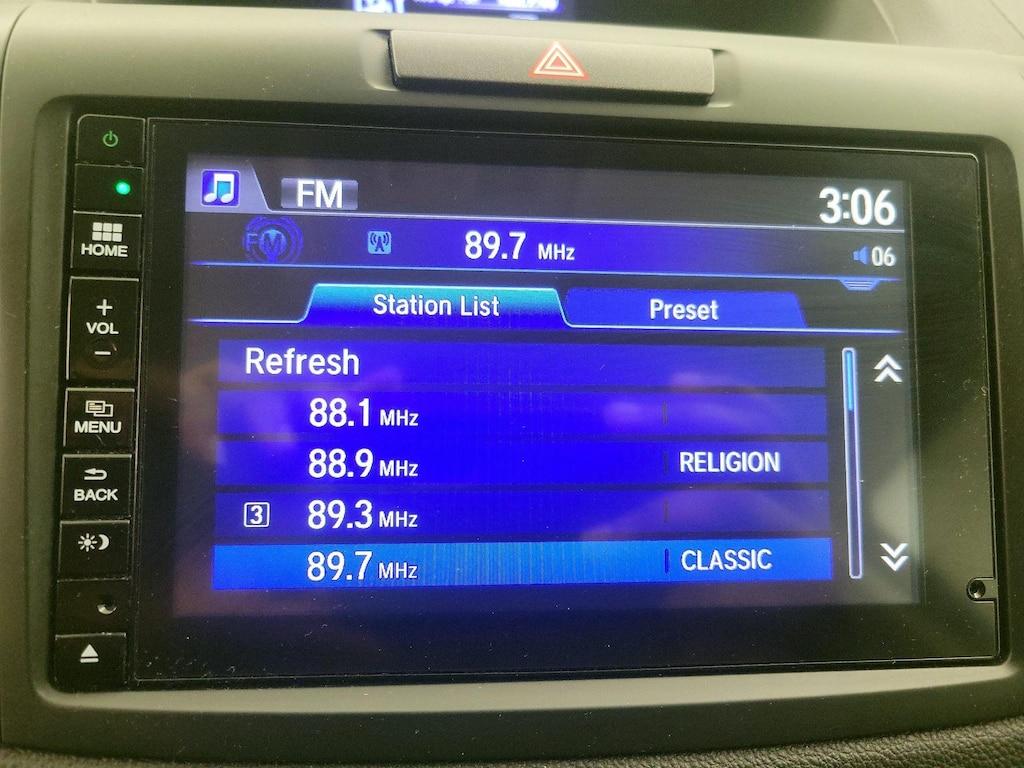 FM
3:06
FM
89.7 MHz
06
HOME
Station List
Preset
VOL
Refresh
88.1 MHz
MENU
88.9 MHz RELIGION
BACK
3 89.3 MHz
89.7 MHz CLASSIC